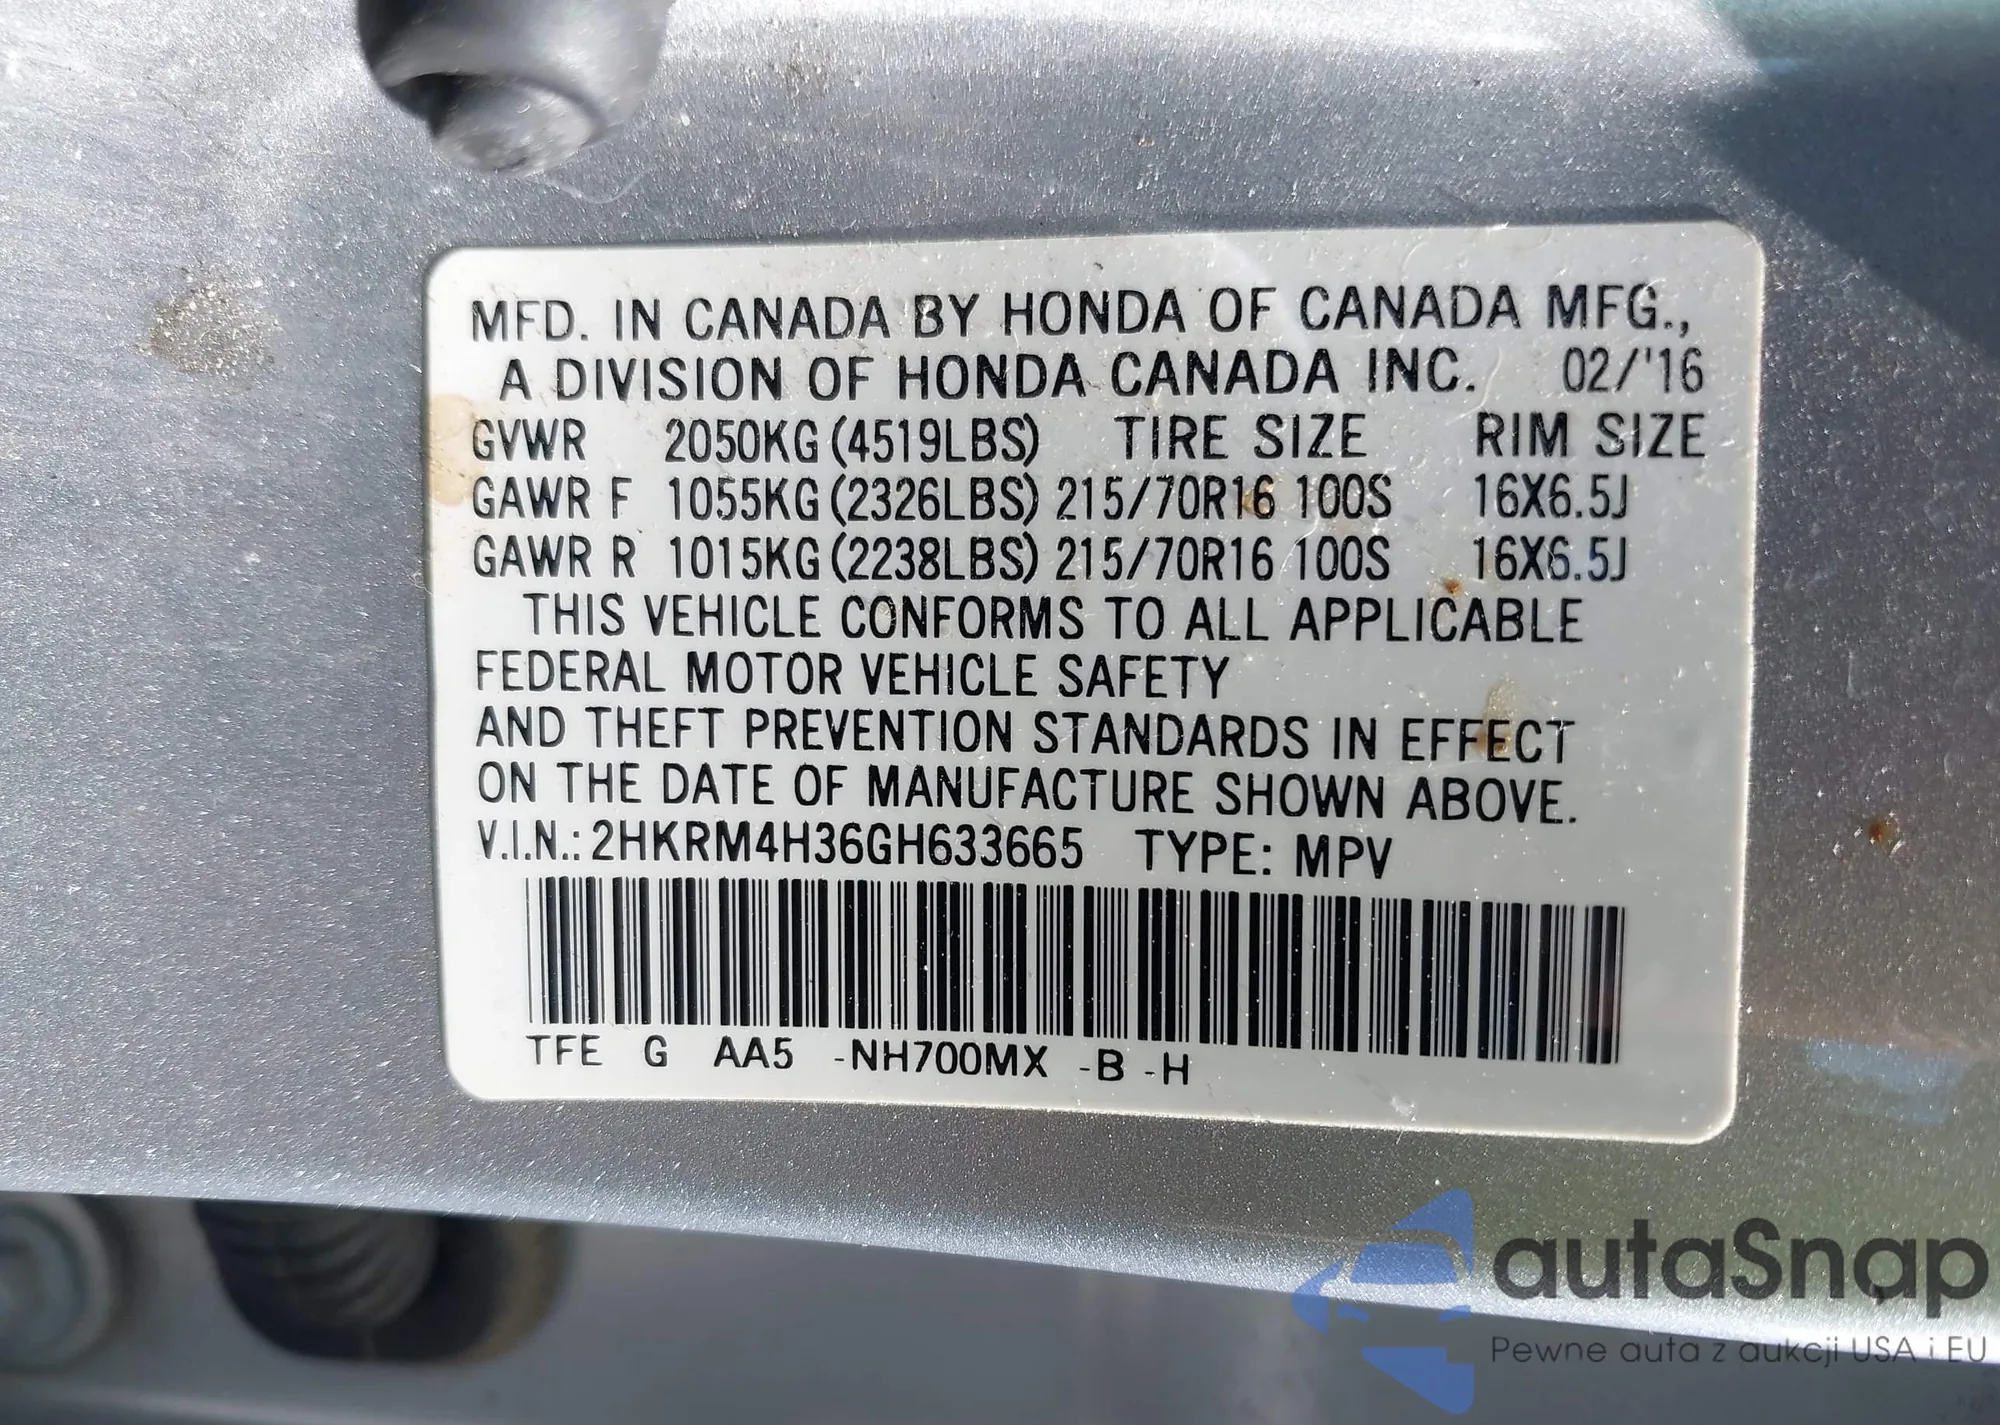 MFD. IN CANADA BY HONDA OF CANADA MFG.,
A DIVISION OF HONDA CANADA INC. 02/'16
GVWR 2050KG (4519LBS) TIRE SIZE RIM SIZE
GAWR F 1055KG (2326LBS) 215/70R16 100S 16X6.5J
GAWR R 1015KG (2238LBS) 215/70R16 100S 16X6.5J
THIS VEHICLE CONFORMS TO ALL APPLICABLE
FEDERAL MOTOR VEHICLE SAFETY
AND THEFT PREVENTION STANDARDS IN EFFECT
ON THE DATE OF MANUFACTURE SHOWN ABOVE.
V.I.N.: 2HKRM4H36GH633665 TYPE: MPV
TFE G AA5 -NH700MX -B -H
autaSnap
Pewne auta z aukcji USA i EU